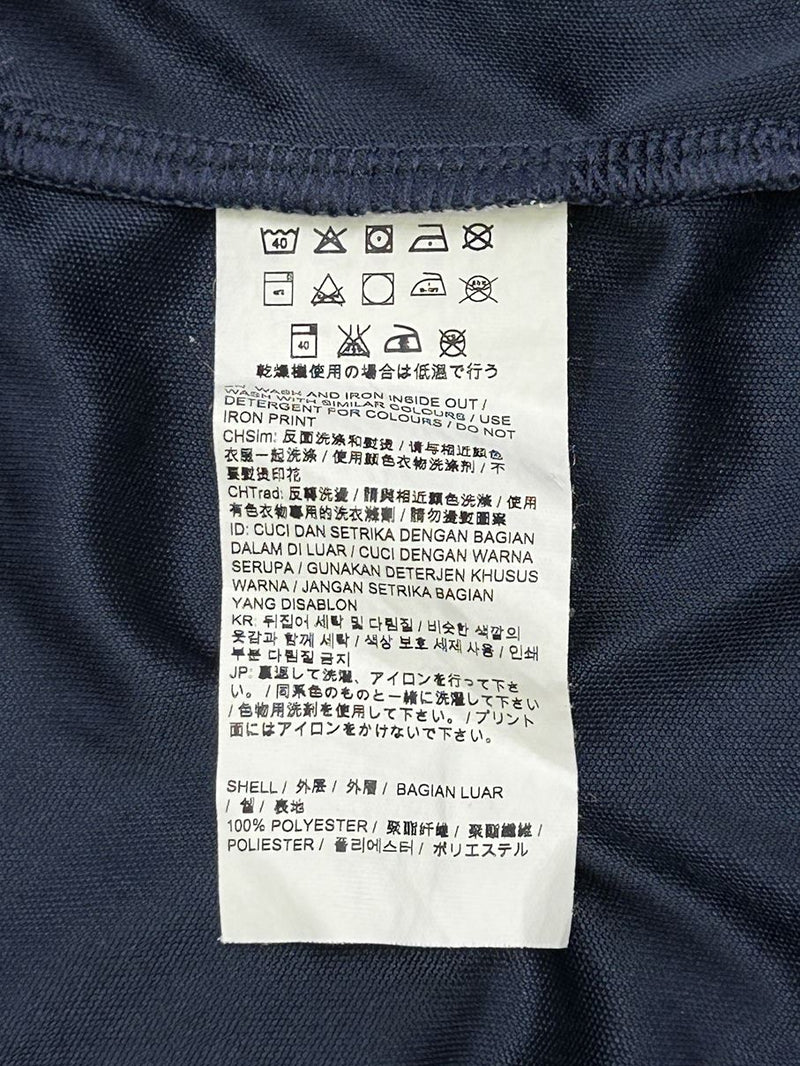 40
40
乾燥機使用の場合は低温で行う
EN: WASH AND IRON INSIDE OUT /
WASH WITH SIMILAR COLOURS / USE
DETERGENT FOR COLOURS / DO NOT
IRON PRINT
CHSim: 反面洗涤和熨烫 / 请与相近颜色
衣服一起洗涤 / 使用颜色衣物洗涤剂 / 不
要熨烫印花
CHTrad: 反轉洗燙 / 請與相近顏色洗滌 / 使用
有色衣物專用的洗衣滌劑 / 請勿燙熨圖案
ID: CUCI DAN SETRIKA DENGAN BAGIAN
DALAM DI LUAR / CUCI DENGAN WARNA
SERUPA / GUNAKAN DETERJEN KHUSUS
WARNA / JANGAN SETRIKA BAGIAN
YANG DISABLON
KR: 뒤집어 세탁 및 다림질 / 비슷한 색깔의
옷감과 함께 세탁 / 색상 보호 세제 사용 / 인쇄
부분 다림질 금지
JP: 裏返して洗濯、アイロンを行って下さ
い。 / 同系色のものと一緒に洗濯して下さい
/ 色物用洗剤を使用して下さい。 / プリント
面にはアイロンをかけないで下さい。
SHELL / 外层 / 外層 / BAGIAN LUAR
/ 쉘 / 表地
100% POLYESTER / 聚酯纤维 / 聚酯纖維 /
POLIESTER / 폴리에스터 / ポリエステル